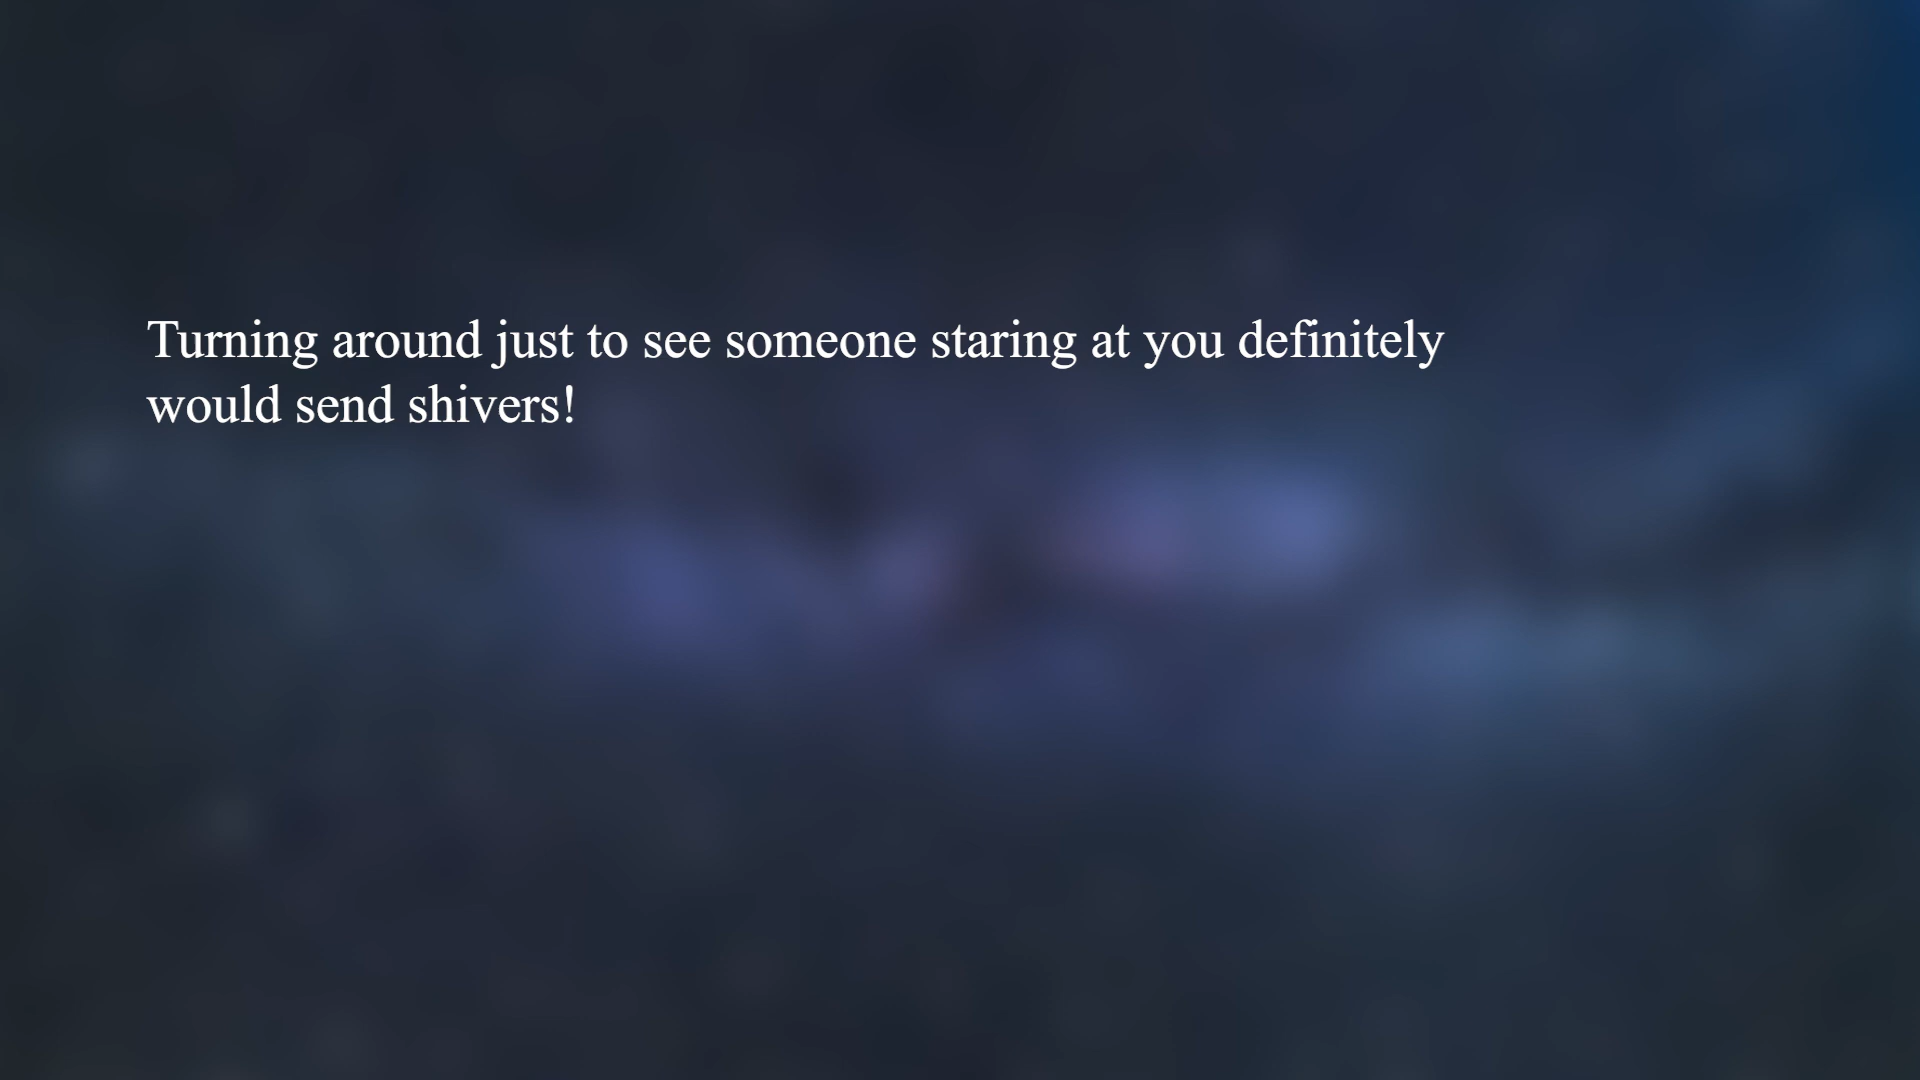 Turning around just to see someone staring at you definitely
would send shivers!